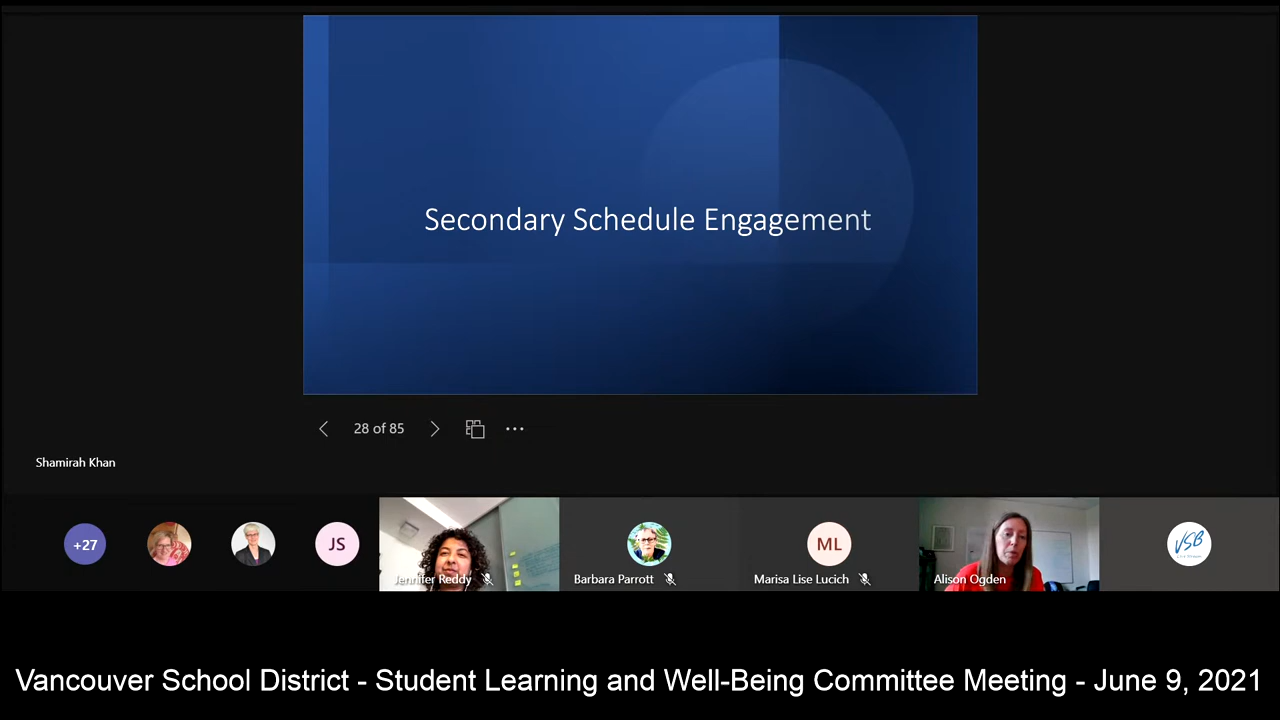 Secondary Schedule Engagement
28 of 85
Shamirah Khan
+27
JS
Jennifer Reddy
Barbara Parrott
ML
Marisa Lise Lucich
Alison Ogden
VSB
Vancouver School District - Student Learning and Well-Being Committee Meeting - June 9, 2021